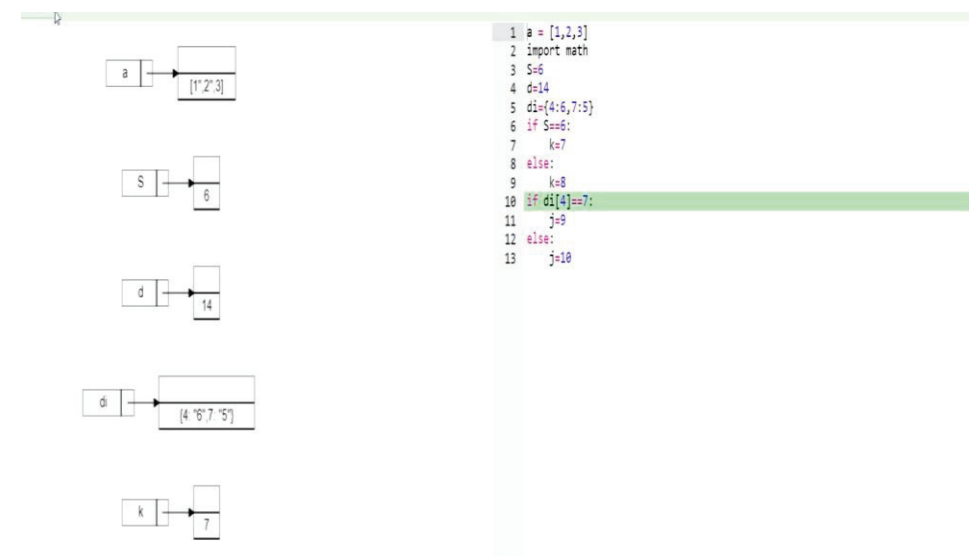 a
[1",2",3]
S
6
d
14
di
{4: "6",7: "5"}
k
7
1 a = [1,2,3]
2 import math
3 S=6
4 d=14
5 di={4:6,7:5}
6 if S==6:
7 k=7
8 else:
9 k=8
10 if di[4]==7:
11 j=9
12 else:
13 j=10